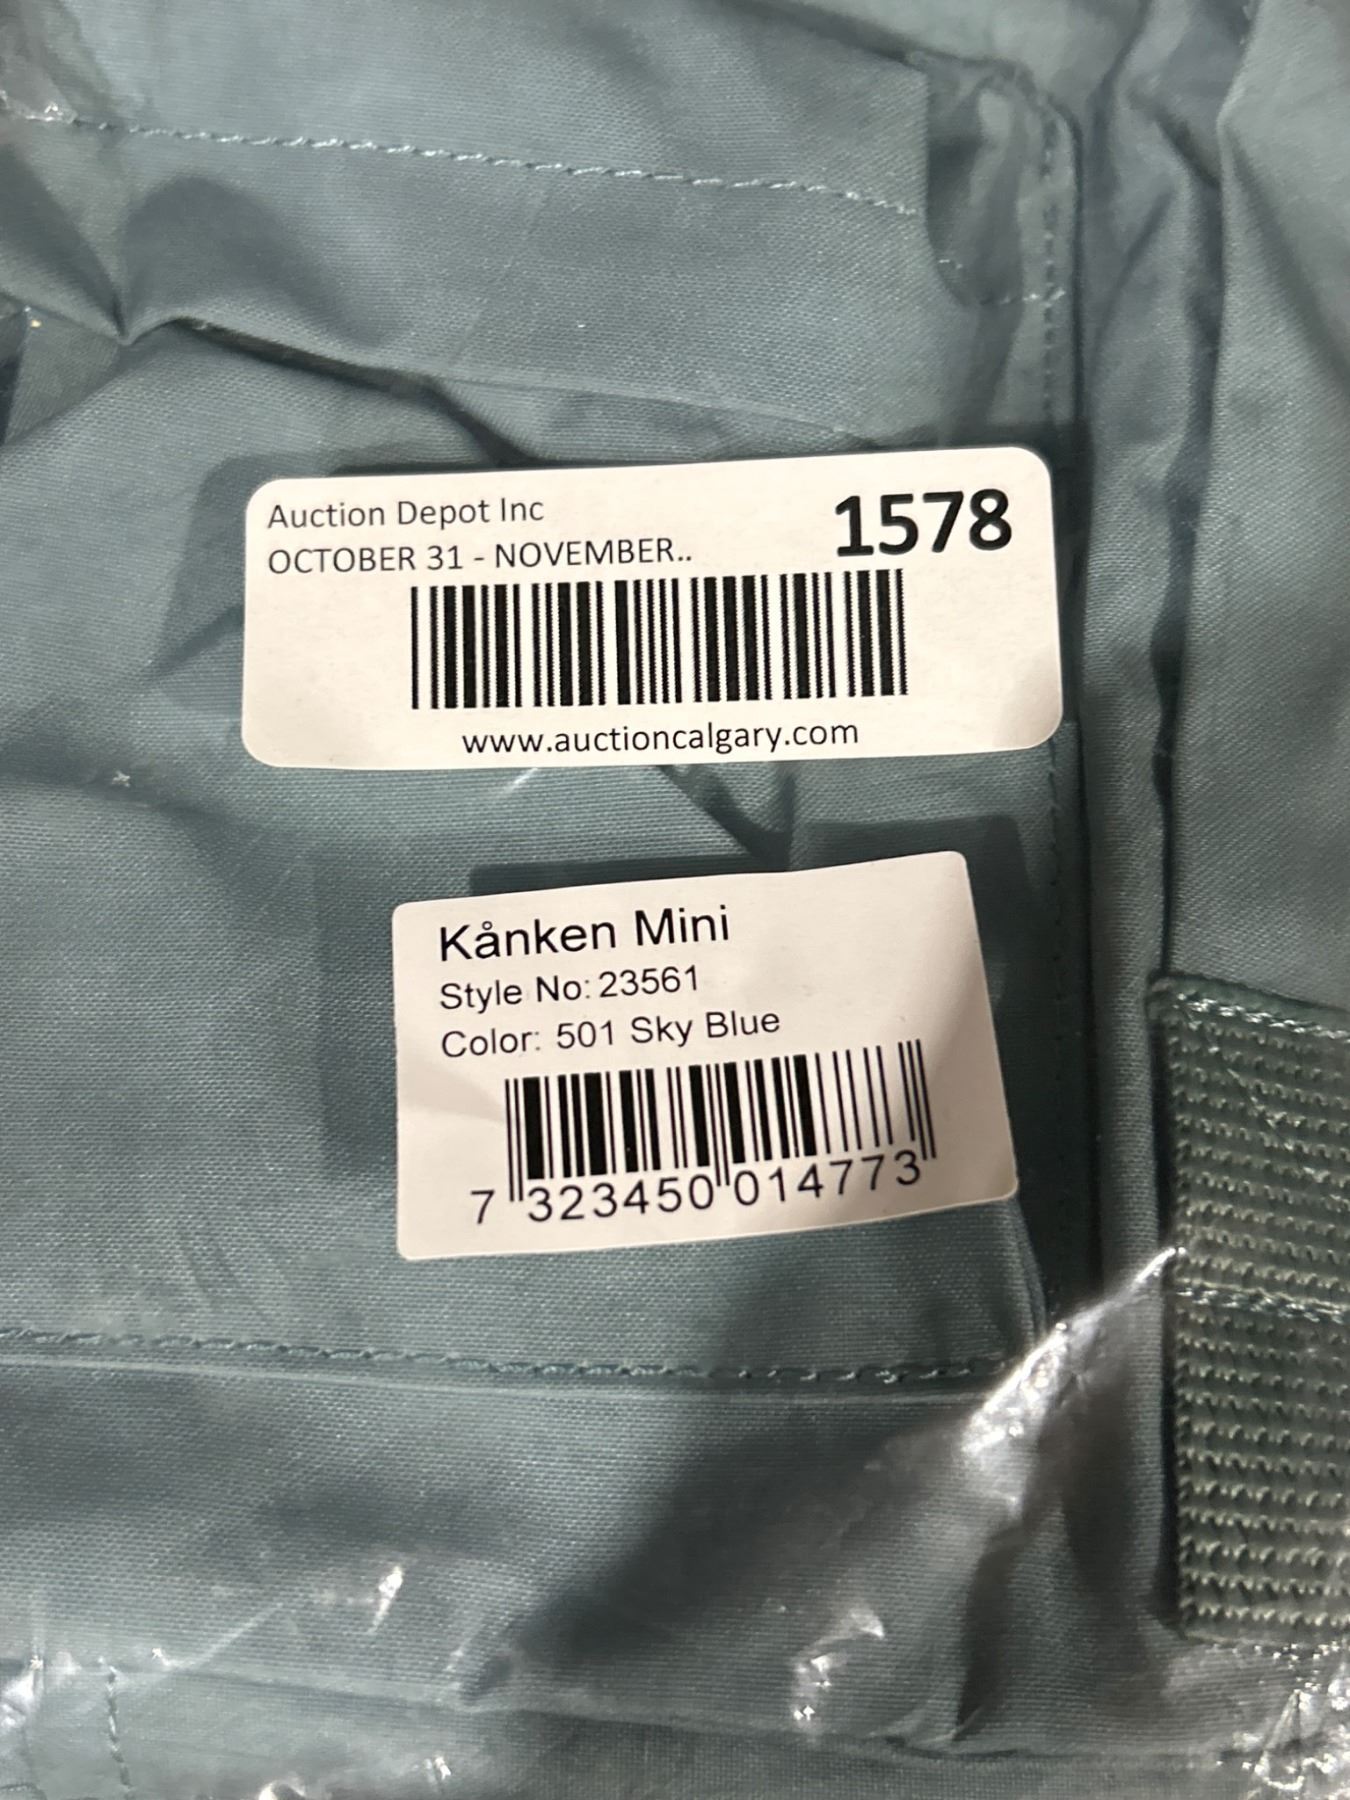 Auction Depot Inc
1578
OCTOBER 31 - NOVEMBER..
www.auctioncalgary.com
Kånken Mini
Style No: 23561
Color: 501 Sky Blue
7 323450 014773